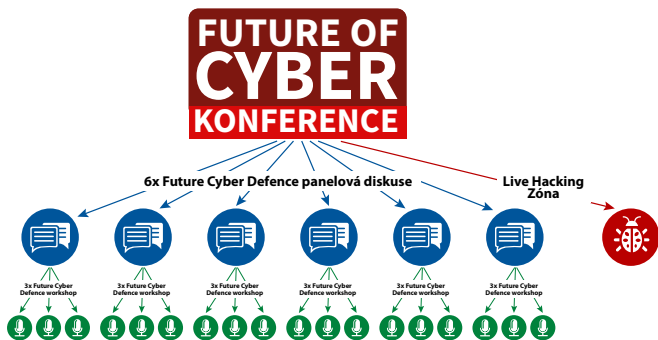 FUTURE OF
CYBER
KONFERENCE
6x Future Cyber Defence panelová diskuse
Live Hacking
Zóna
3x Future Cyber
Defence workshop
3x Future Cyber
Defence workshop
3x Future Cyber
Defence workshop
3x Future Cyber
Defence workshop
3x Future Cyber
Defence workshop
3x Future Cyber
Defence workshop